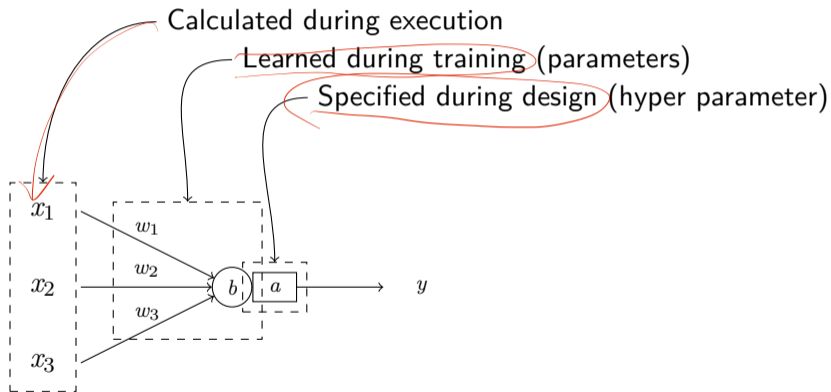 Calculated during execution
Learned during training (parameters)
Specified during design (hyper parameter)
x1
w1
x2
w2
b
a
y
w3
x3